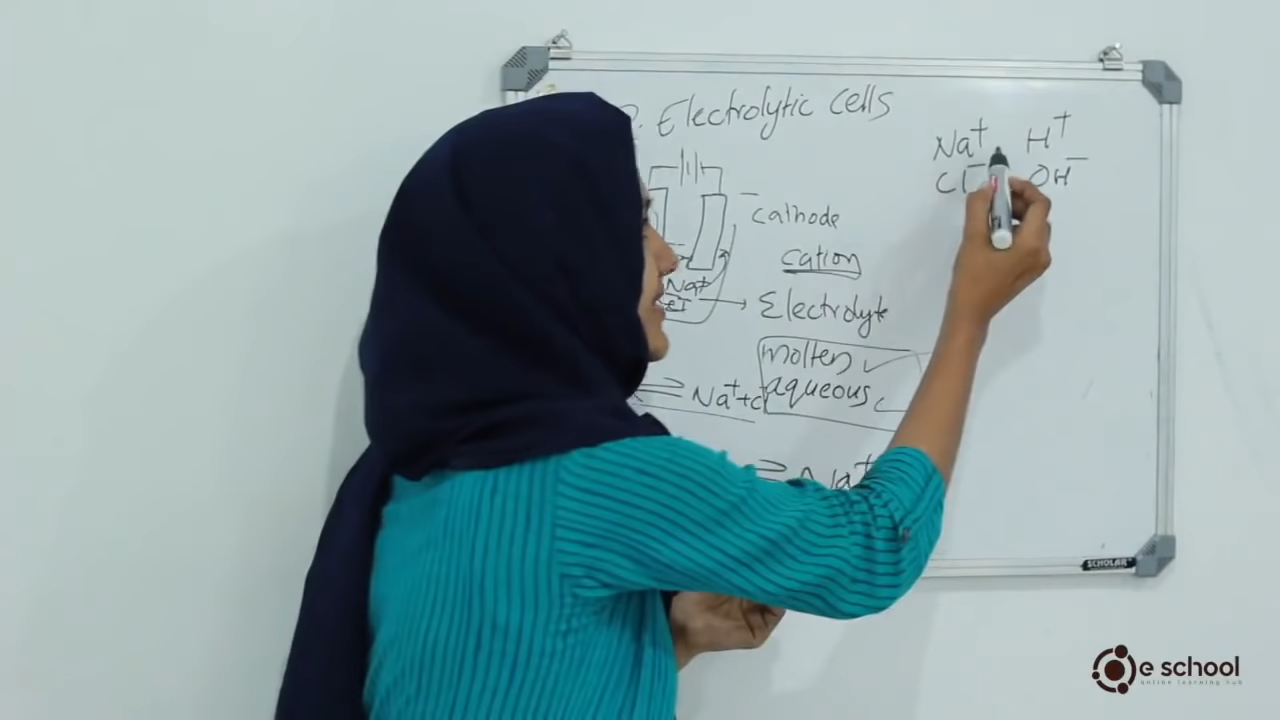 2. Electrolytic cells
Na⁺ H⁺
Cl⁻ OH⁻
− cathode
cation
Na⁺
Cl
Electrolyte
molten
aqueous
⇌ Na⁺ + c
⇌ Na⁺
SCHOLAR
e school
online learning hub